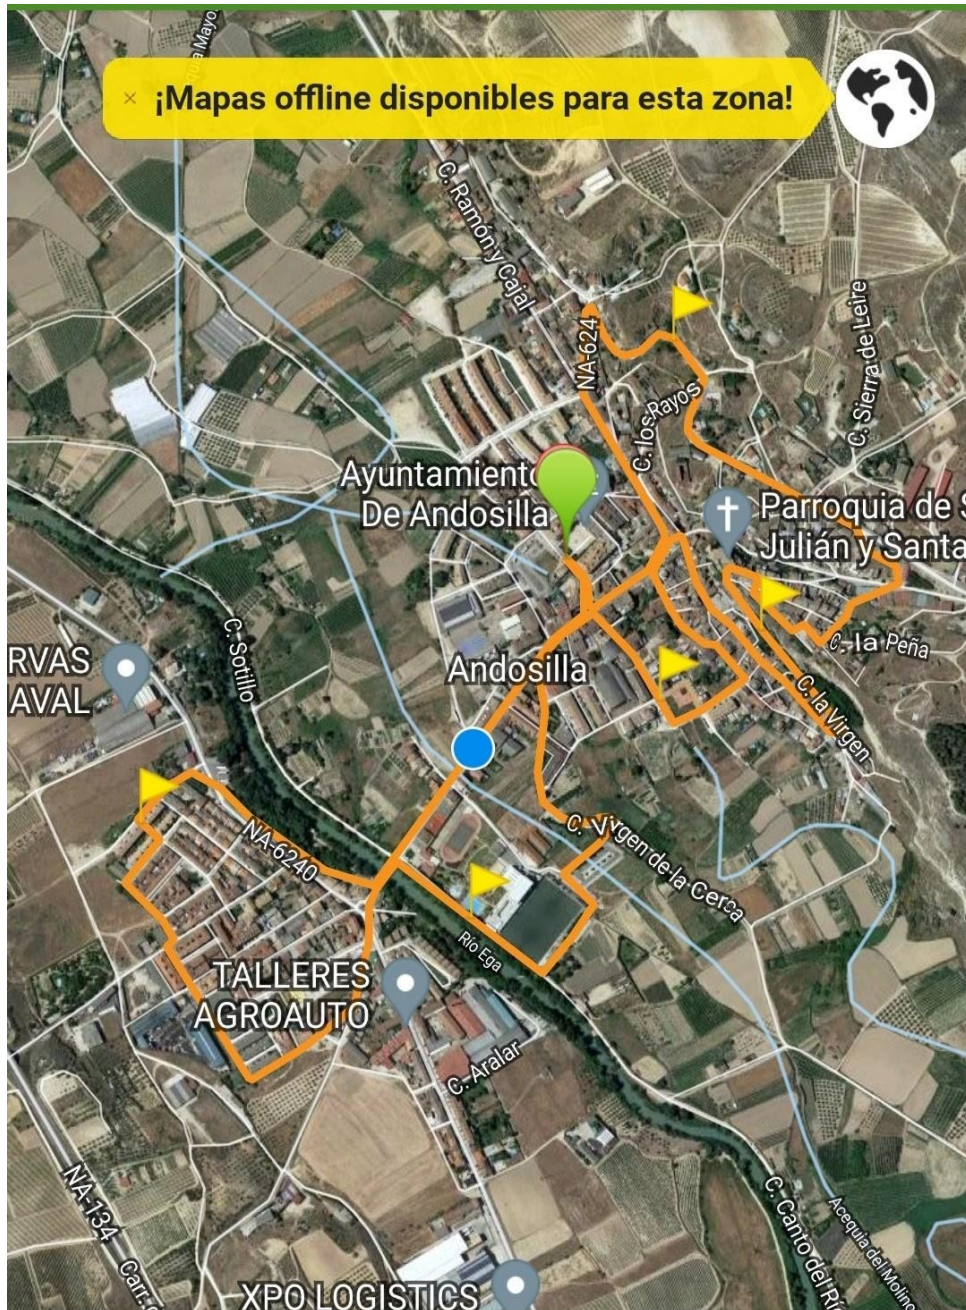 ¡Mapas offline disponibles para esta zona!
C. Ramón y Cajal
NA-624
C. los Rayos
C. Sierra de Leire
Ayuntamiento
De Andosilla
Parroquia de S
Julián y Santa
C. la Peña
C. Sotillo
RVAS
AVAL
Andosilla
C. la Virgen
NA-6240
C. Virgen de la Cerca
Río Ega
TALLERES
AGROAUTO
C. Aralar
NA-134
Carr.
C. Canto del Rí
Acequia del Molino
XPO LOGISTICS